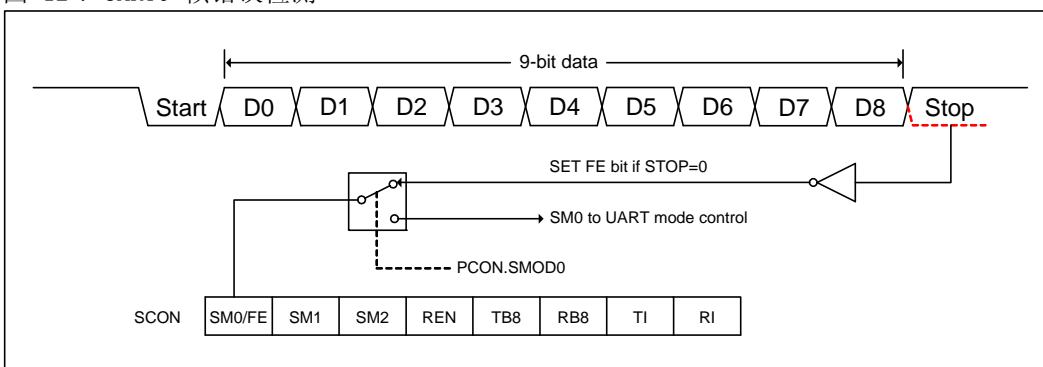 9-bit data
Start D0 D1 D2 D3 D4 D5 D6 D7 D8 Stop
SET FE bit if STOP=0
SM0 to UART mode control
PCON.SMOD0
SCON SM0/FE SM1 SM2 REN TB8 RB8 TI RI